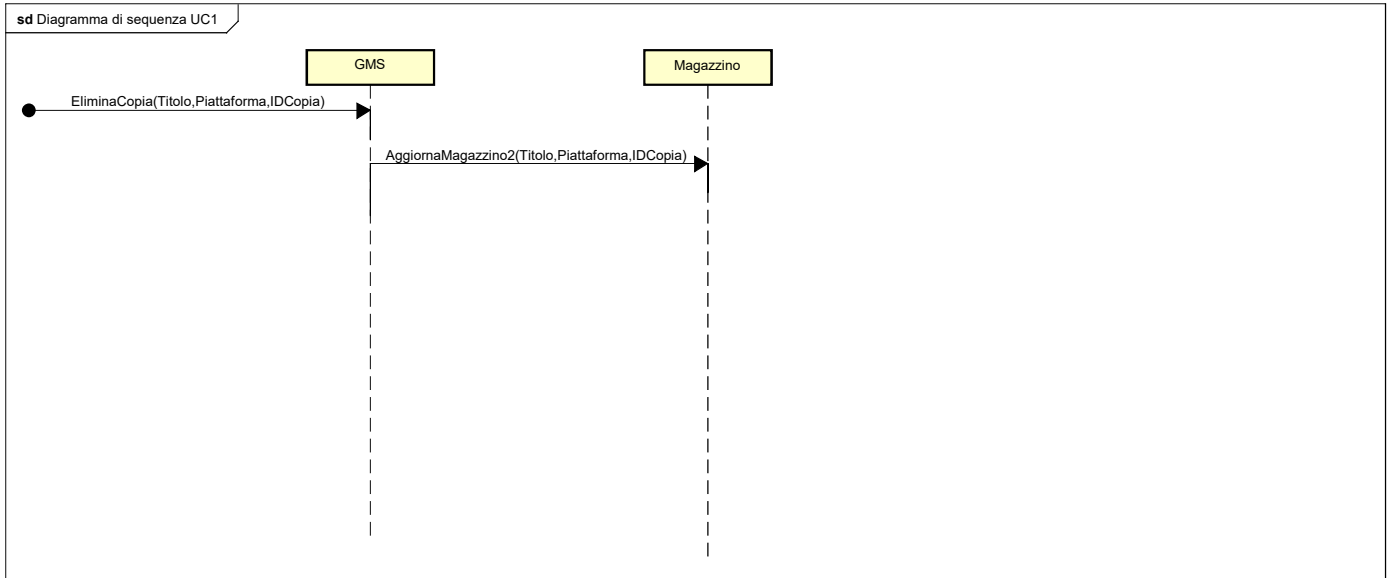 sd Diagramma di sequenza UC1
GMS
Magazzino
EliminaCopia(Titolo,Piattaforma,IDCopia)
AggiornaMagazzino2(Titolo,Piattaforma,IDCopia)